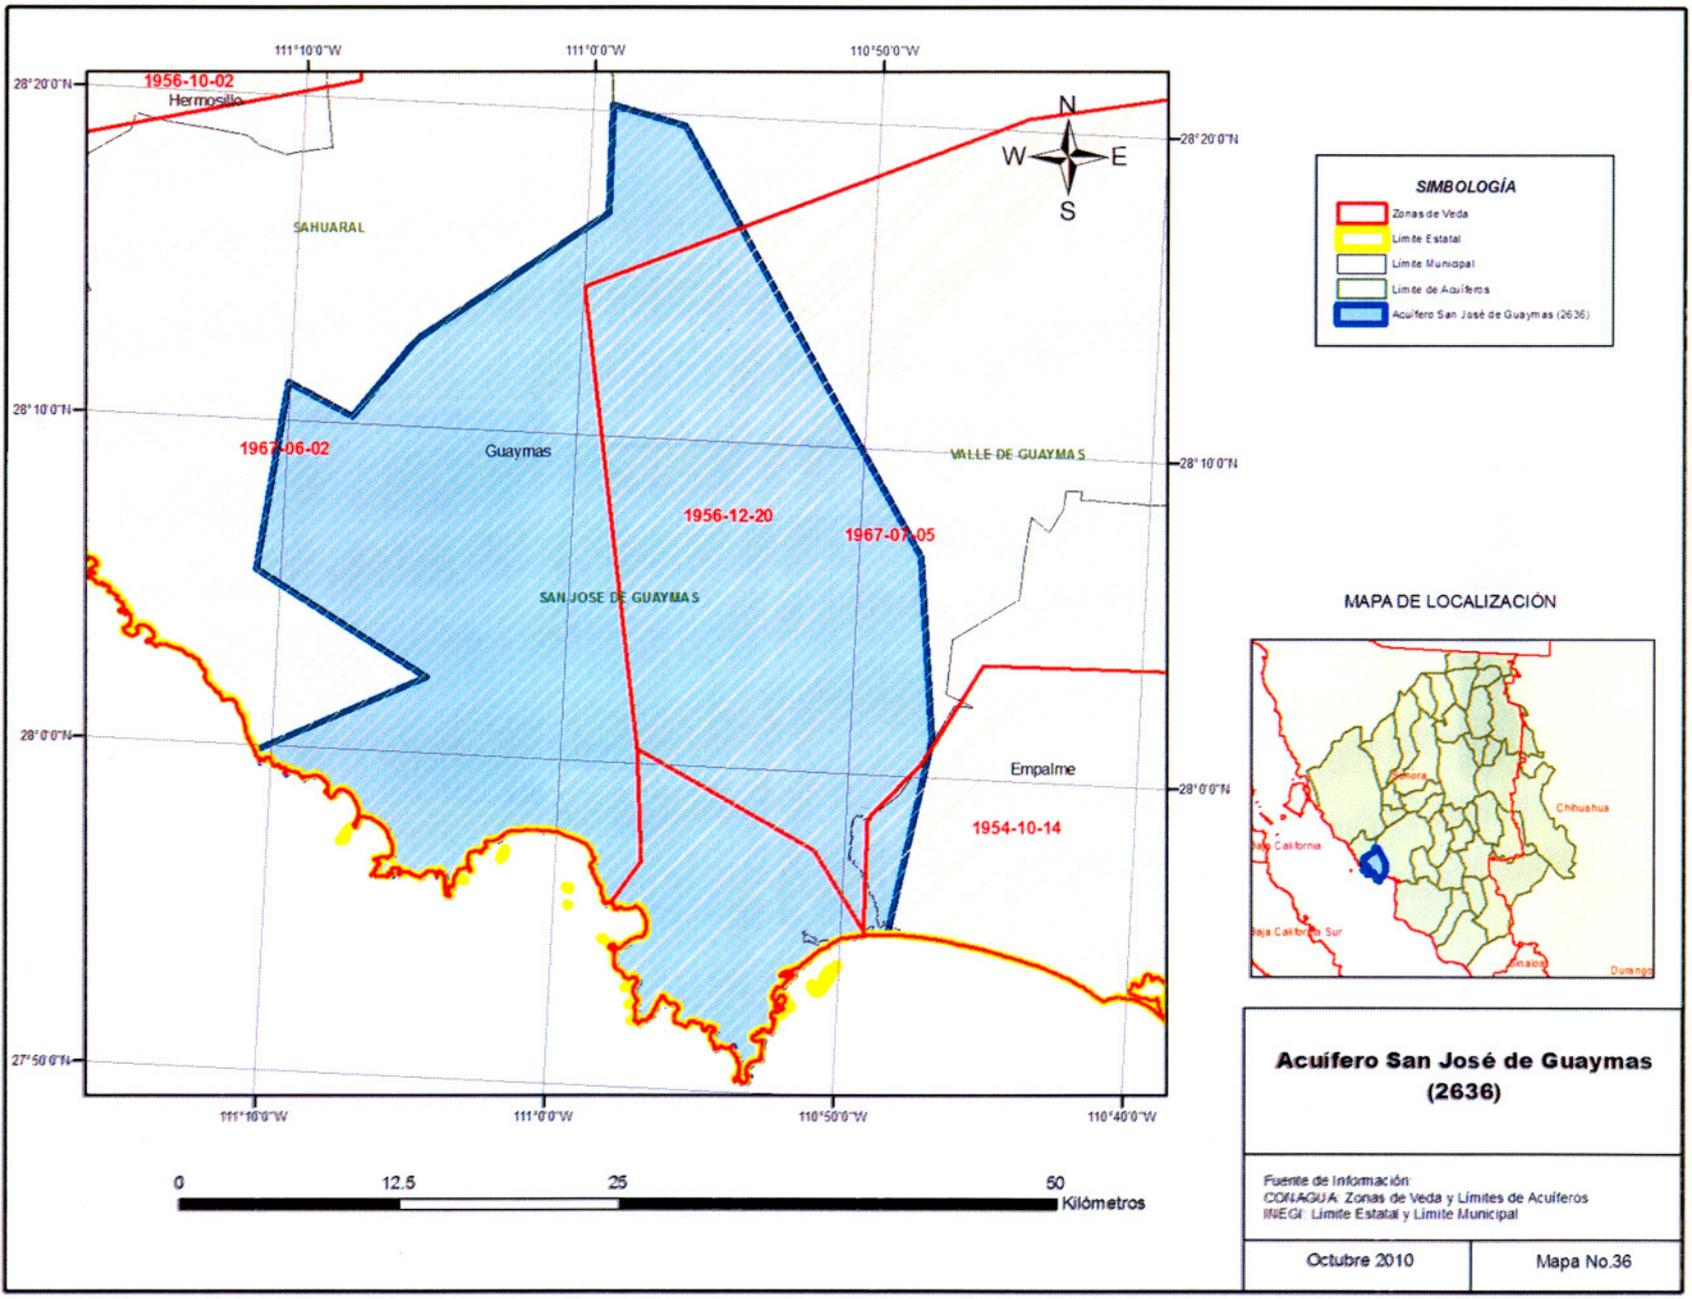 111°10'0"W
111°0'0"W
110°50'0"W
28°20'0"N
1956-10-02
Hermosillo
N
W
E
S
28°20'0"N
SAHUARAL
28°10'0"N
1967-06-02
Guaymas
VALLE DE GUAYMAS
28°10'0"N
1956-12-20
1967-07-05
SAN JOSE DE GUAYMAS
28°0'0"N
Empalme
28°0'0"N
1954-10-14
27°50'0"N
111°10'0"W
111°0'0"W
110°50'0"W
110°40'0"W
0
12.5
25
50
Kilómetros
SIMBOLOGÍA
Zonas de Veda
Límite Estatal
Límite Municipal
Limite de Acuíferos
Acuífero San José de Guaymas (2636)
MAPA DE LOCALIZACIÓN
Sonora
Chihuahua
Baja California
Baja California Sur
Sinaloa
Durango
Acuífero San José de Guaymas
(2636)
Fuente de Información:
CONAGUA: Zonas de Veda y Límites de Acuíferos
INEGI: Límite Estatal y Límite Municipal
Octubre 2010
Mapa No.36